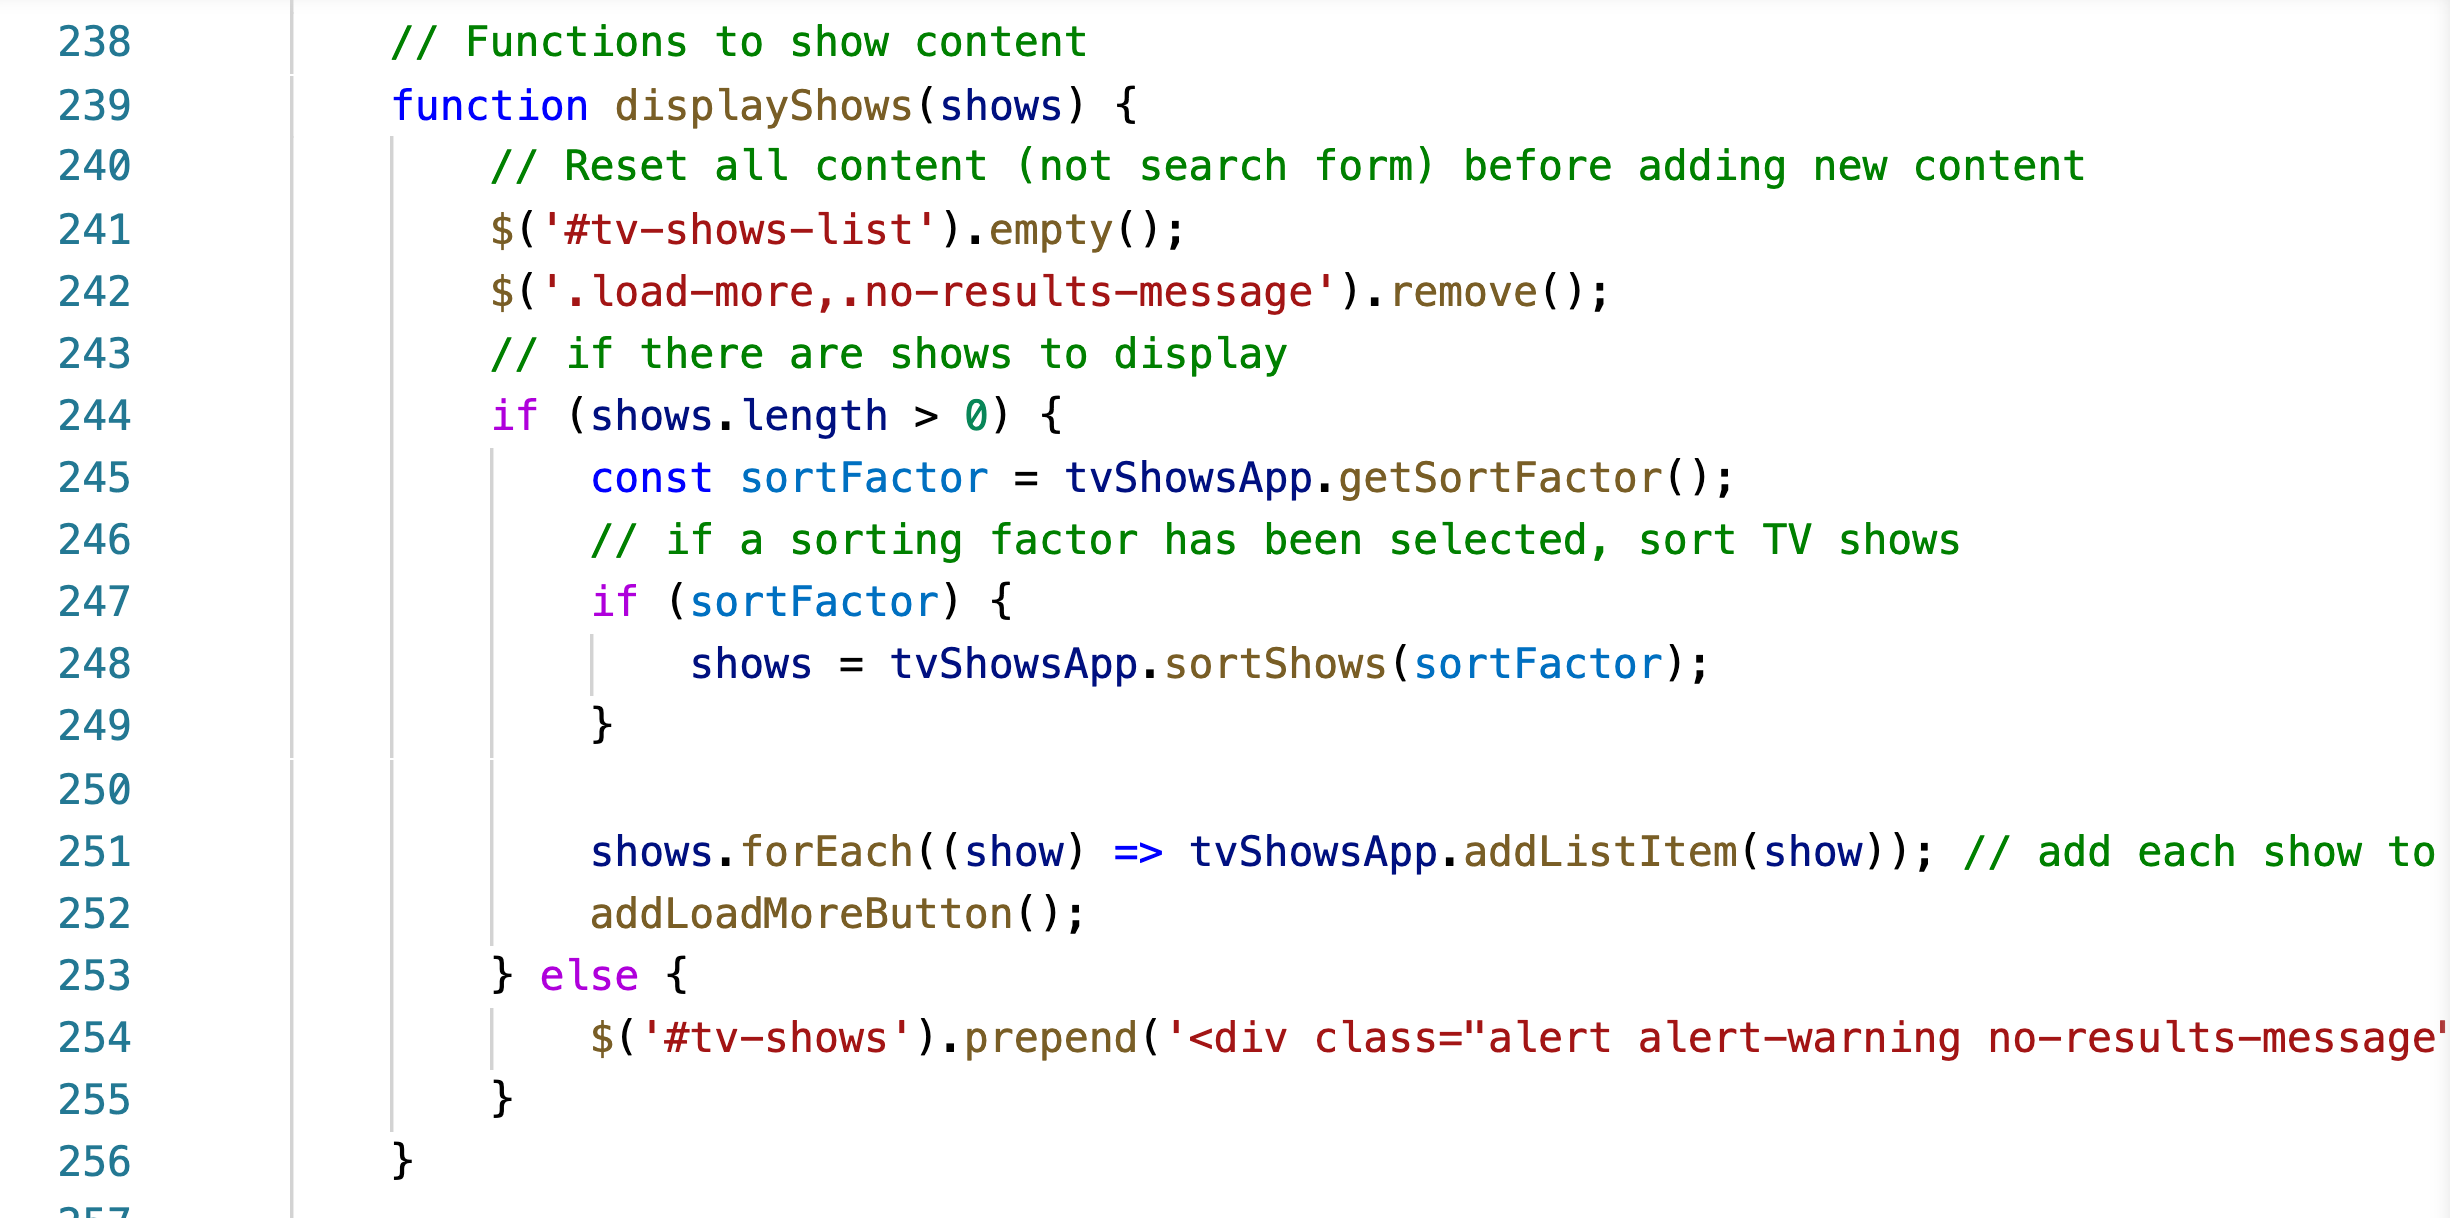 238 // Functions to show content
239 function displayShows(shows) {
240 // Reset all content (not search form) before adding new content
241 $('#tv-shows-list').empty();
242 $('.load-more,.no-results-message').remove();
243 // if there are shows to display
244 if (shows.length > 0) {
245 const sortFactor = tvShowsApp.getSortFactor();
246 // if a sorting factor has been selected, sort TV shows
247 if (sortFactor) {
248 shows = tvShowsApp.sortShows(sortFactor);
249 }
250
251 shows.forEach((show) => tvShowsApp.addListItem(show)); // add each show to
252 addLoadMoreButton();
253 } else {
254 $('#tv-shows').prepend('<div class="alert alert-warning no-results-message"
255 }
256 }
257